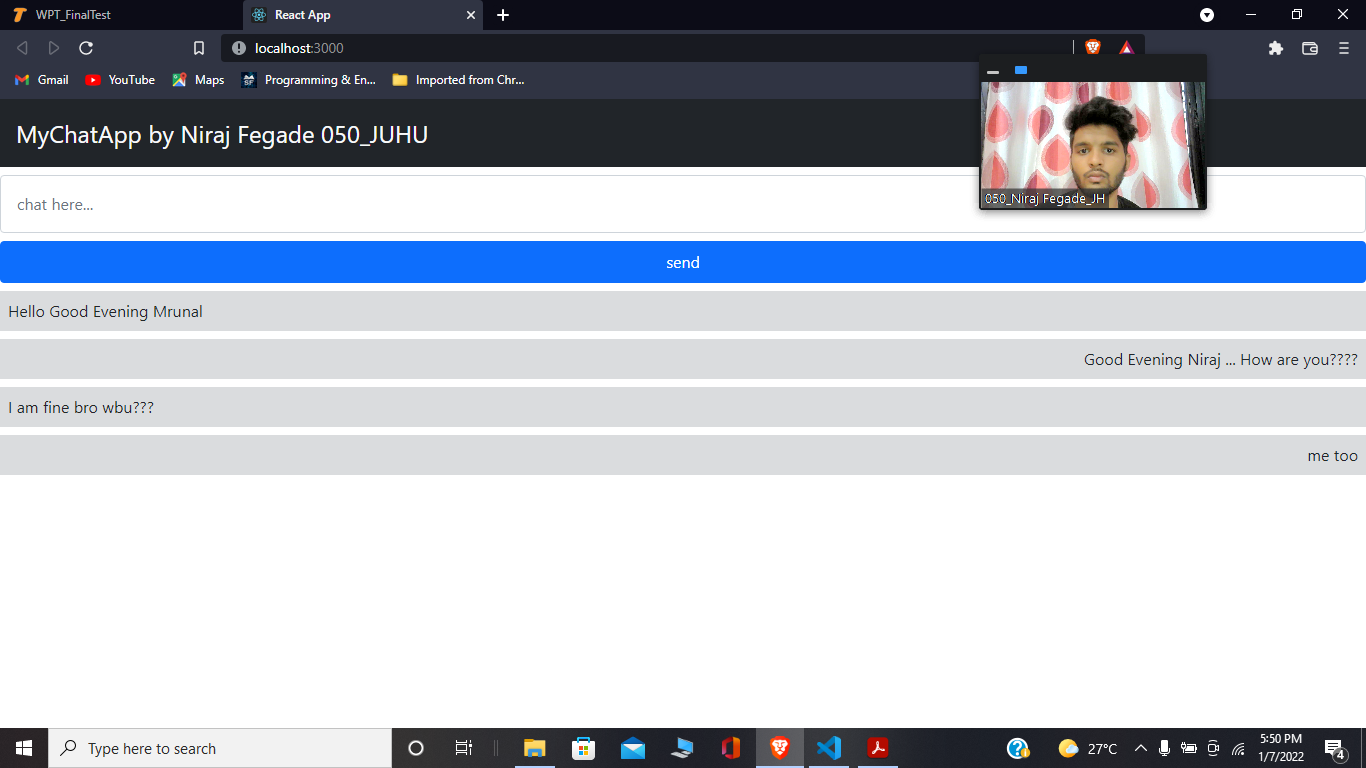 WPT_FinalTest
React App
localhost:3000
Gmail
YouTube
Maps
Programming & En...
Imported from Chr...
MyChatApp by Niraj Fegade 050_JUHU
050_Niraj Fegade_JH
chat here...
send
Hello Good Evening Mrunal
Good Evening Niraj ... How are you????
I am fine bro wbu???
me too
Type here to search
27°C
5:50 PM
1/7/2022
4